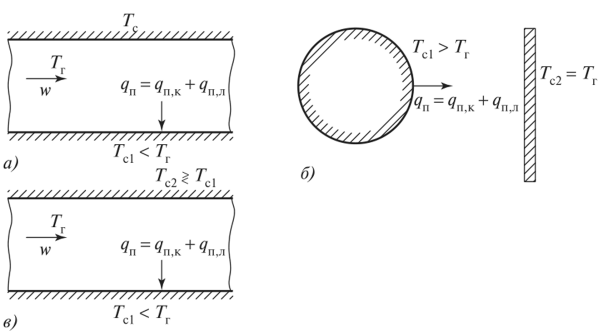 T_с
T_г
w
q_п = q_п,к + q_п,л
T_с1 < T_г
а)
T_с1 > T_г
q_п = q_п,к + q_п,л
T_с2 = T_г
б)
T_с2 ≷ T_с1
T_г
w
q_п = q_п,к + q_п,л
T_с1 < T_г
в)